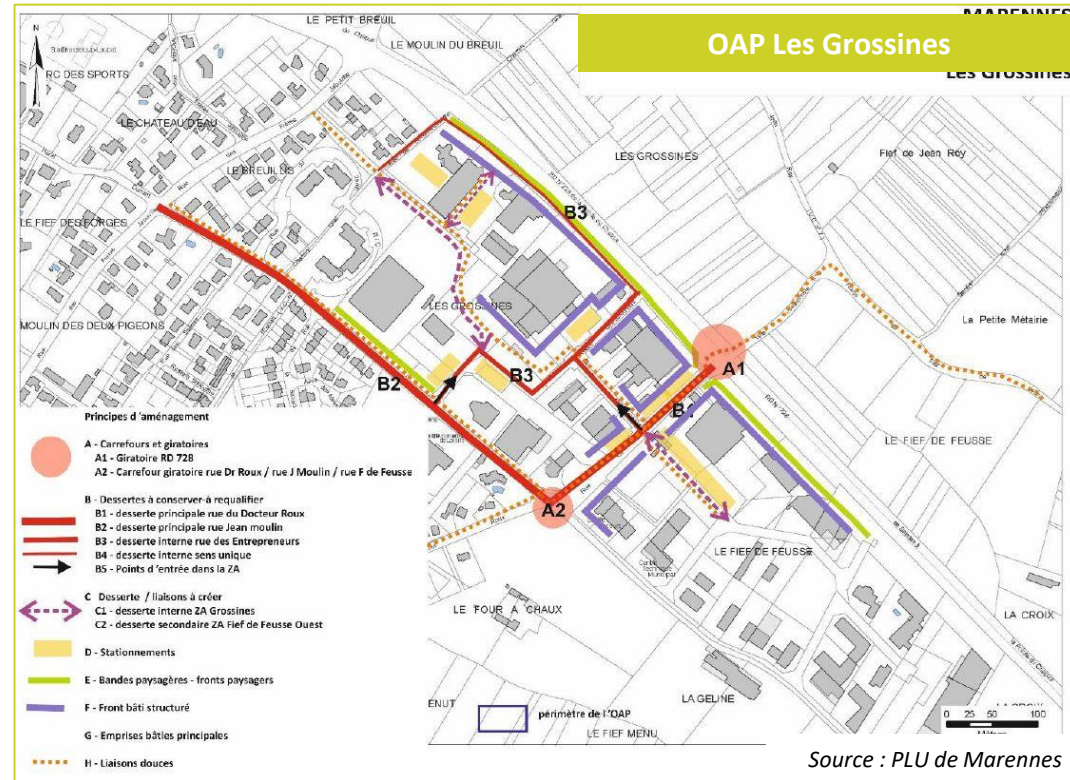 OAP Les Grossines
MARENNES
Les Grossines
N
LE PETIT BREUIL
LE MOULIN DU BREUIL
RC DES SPORTS
LE CHATEAU D'EAU
LE BREUIL US
LES GROSSINES
Fief de Jean Roy
LE FIEF DES FORGES
B3
MOULIN DES DEUX PIGEONS
LES GROSSINES
La Petite Métairie
B2
B3
A1
RDN 728
LE FIEF DE FEUSSE
A2
LE FIEF DE FEUSSE
Centre
Technique
Municipal
LE FOUR A CHAUX
LA CROIX
LA GELINE
ENUT
LE FIEF MENU
périmètre de l'OAP
0 25 50 100
Principes d'aménagement
A - Carrefours et giratoires
A1 - Giratoire RD 728
A2 - Carrefour giratoire rue Dr Roux / rue J Moulin / rue F de Feusse
B - Dessertes à conserver-à requalifier
B1 - desserte principale rue du Docteur Roux
B2 - desserte principale rue Jean moulin
B3 - desserte interne rue des Entrepreneurs
B4 - desserte interne sens unique
B5 - Points d'entrée dans la ZA
C Desserte / liaisons à créer
C1 - desserte interne ZA Grossines
C2 - desserte secondaire ZA Fief de Feusse Ouest
D - Stationnements
E - Bandes paysagères - fronts paysagers
F - Front bâti structuré
G - Emprises bâties principales
H - Liaisons douces
Source : PLU de Marennes